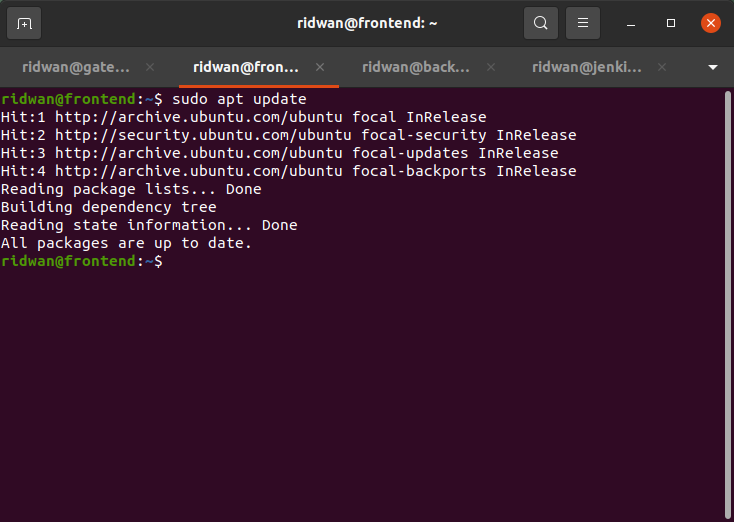 ridwan@frontend: ~
ridwan@gate...
ridwan@fron...
ridwan@back...
ridwan@jenki...
ridwan@frontend:~$ sudo apt update
Hit:1 http://archive.ubuntu.com/ubuntu focal InRelease
Hit:2 http://security.ubuntu.com/ubuntu focal-security InRelease
Hit:3 http://archive.ubuntu.com/ubuntu focal-updates InRelease
Hit:4 http://archive.ubuntu.com/ubuntu focal-backports InRelease
Reading package lists... Done
Building dependency tree
Reading state information... Done
All packages are up to date.
ridwan@frontend:~$